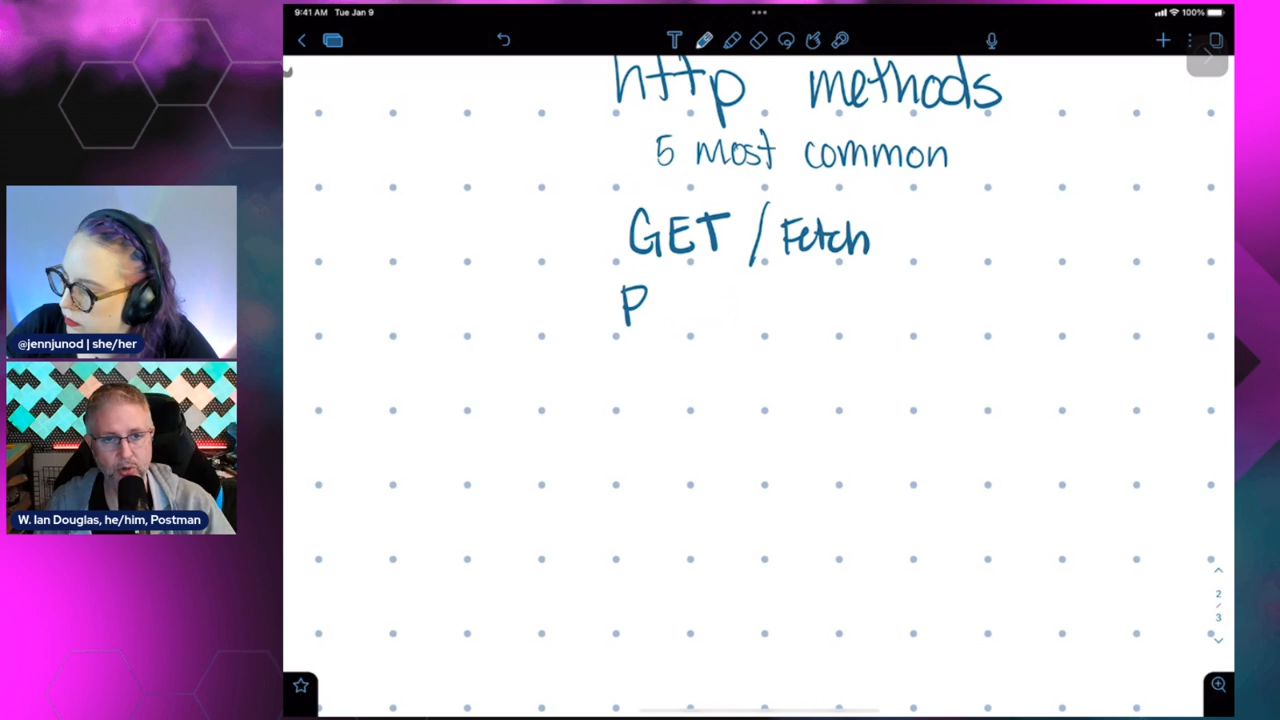 9:41 AM Tue Jan 9
100%
http methods
5 most common
GET / Fetch
P
@jennjunod | she/her
W. Ian Douglas, he/him, Postman
2
/
3